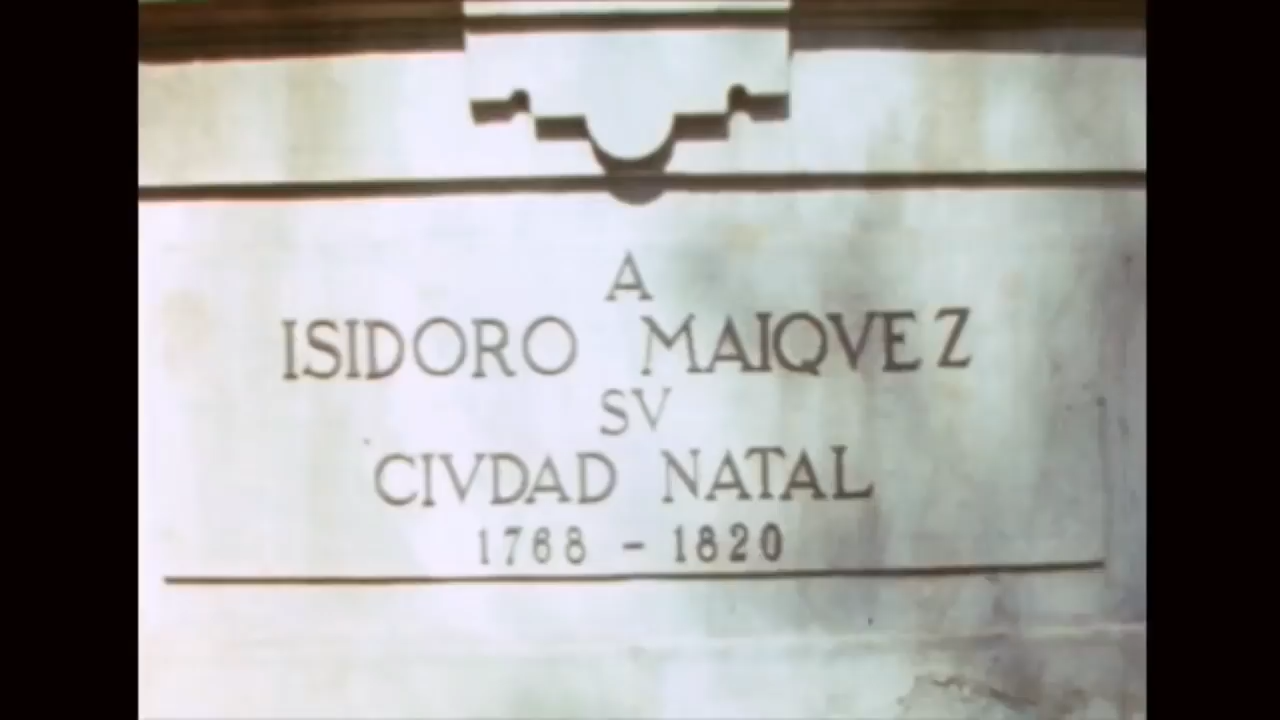 A
ISIDORO MAIQVEZ
SV
CIVDAD NATAL
1768 - 1820